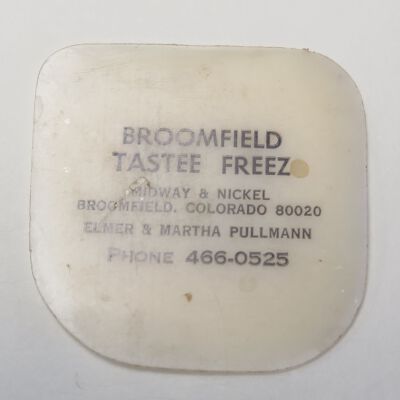 BROOMFIELD
TASTEE FREEZ
MIDWAY & NICKEL
BROOMFIELD, COLORADO 80020
ELMER & MARTHA PULLMANN
PHONE 466-0525